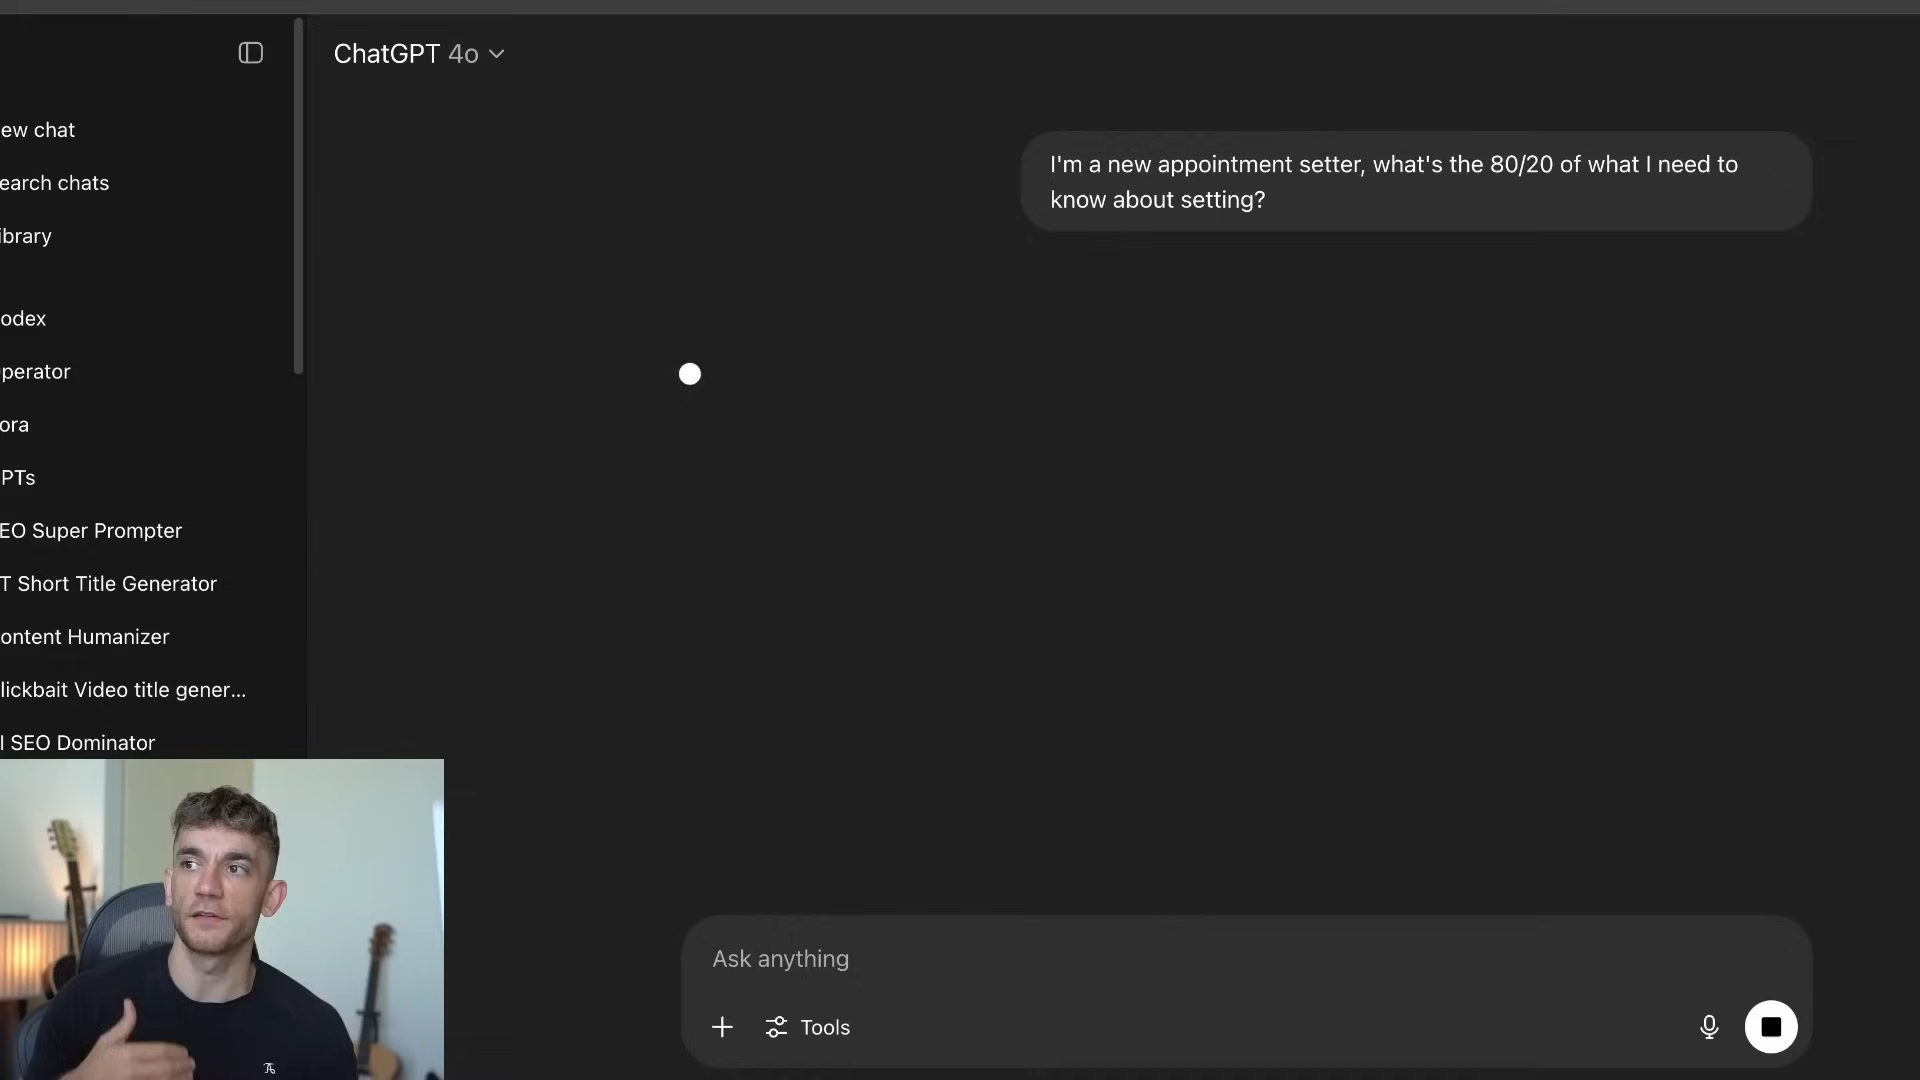 ChatGPT 4o
ew chat
earch chats
ibrary
odex
perator
ora
PTs
EO Super Prompter
T Short Title Generator
ontent Humanizer
lickbait Video title gener...
I SEO Dominator
I'm a new appointment setter, what's the 80/20 of what I need to
know about setting?
Ask anything
Tools